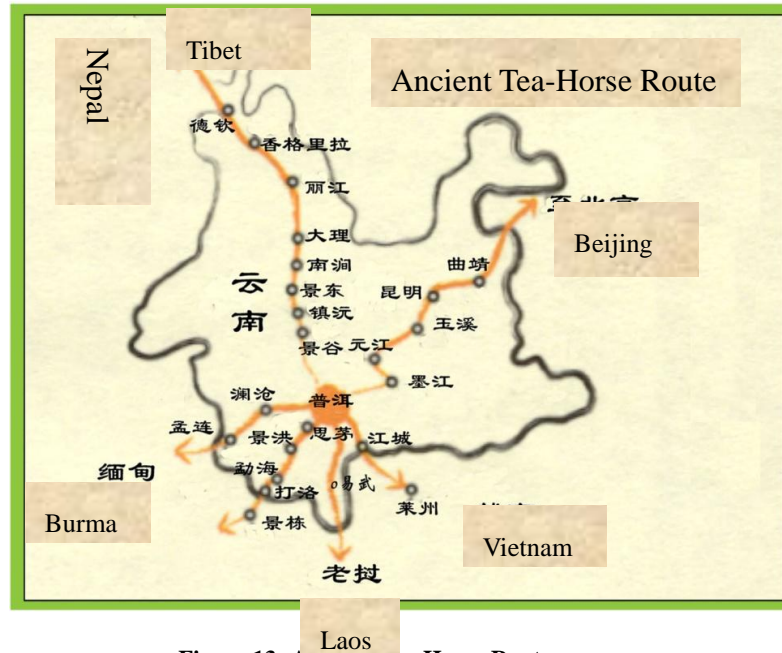 Nepal
Tibet
Ancient Tea-Horse Route
德钦
香格里拉
丽江
Beijing
大理
南涧
曲靖
云南
景东
昆明
镇沅
玉溪
景谷
元江
墨江
澜沧
普洱
孟连
景洪
思茅
江城
缅甸
勐海
打洛
易武
莱州
景栋
Burma
Vietnam
老挝
Laos